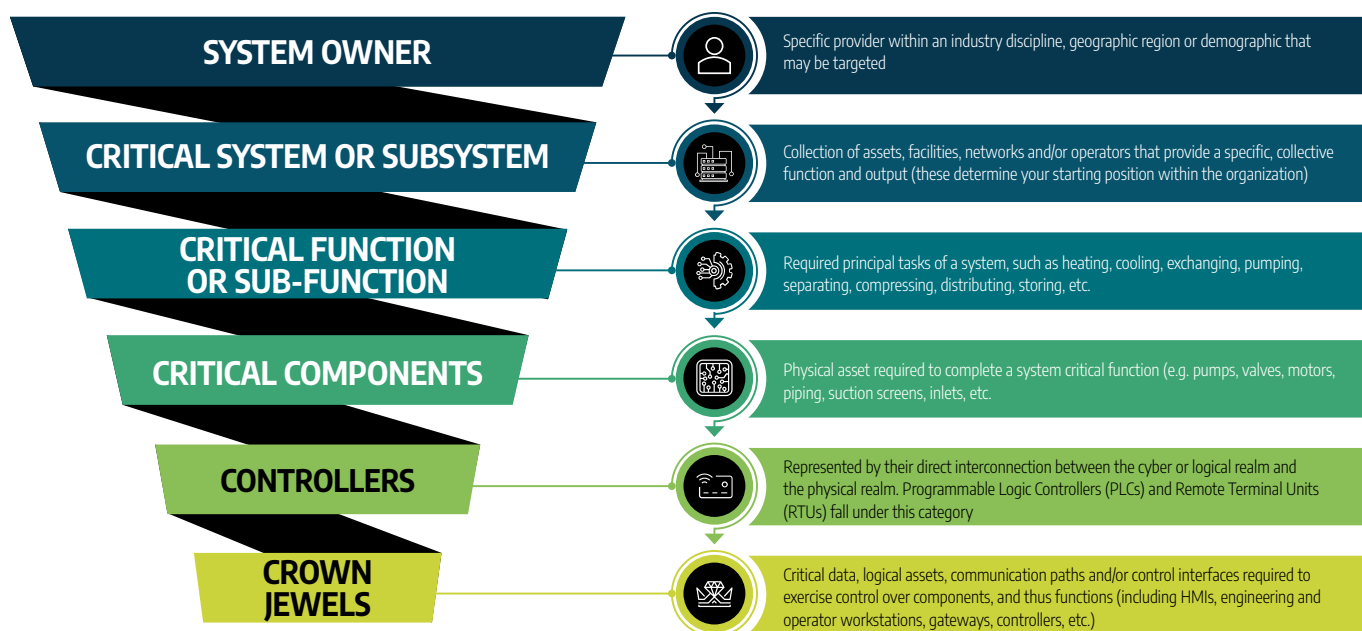 SYSTEM OWNER
Specific provider within an industry discipline, geographic region or demographic that
may be targeted
CRITICAL SYSTEM OR SUBSYSTEM
Collection of assets, facilities, networks and/or operators that provide a specific, collective
function and output (these determine your starting position within the organization)
CRITICAL FUNCTION
OR SUB-FUNCTION
Required principal tasks of a system, such as heating, cooling, exchanging, pumping,
separating, compressing, distributing, storing, etc.
CRITICAL COMPONENTS
Physical asset required to complete a system critical function (e.g. pumps, valves, motors,
piping, suction screens, inlets, etc.
CONTROLLERS
Represented by their direct interconnection between the cyber or logical realm and
the physical realm. Programmable Logic Controllers (PLCs) and Remote Terminal Units
(RTUs) fall under this category
CROWN
JEWELS
Critical data, logical assets, communication paths and/or control interfaces required to
exercise control over components, and thus functions (including HMIs, engineering and
operator workstations, gateways, controllers, etc.)